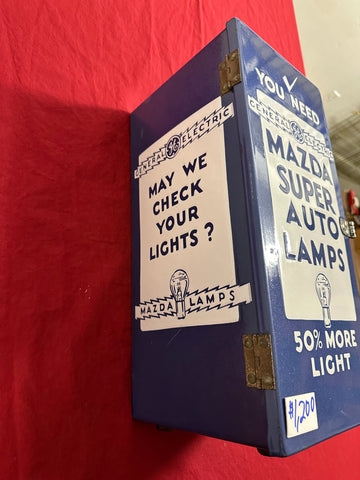 GENERAL GE ELECTRIC
MAY WE
CHECK
YOUR
LIGHTS?
MAZDA LAMPS
YOU NEED
GENERAL ELECTRIC
MAZDA
SUPER
AUTO
LAMPS
50% MORE
LIGHT
$1,200